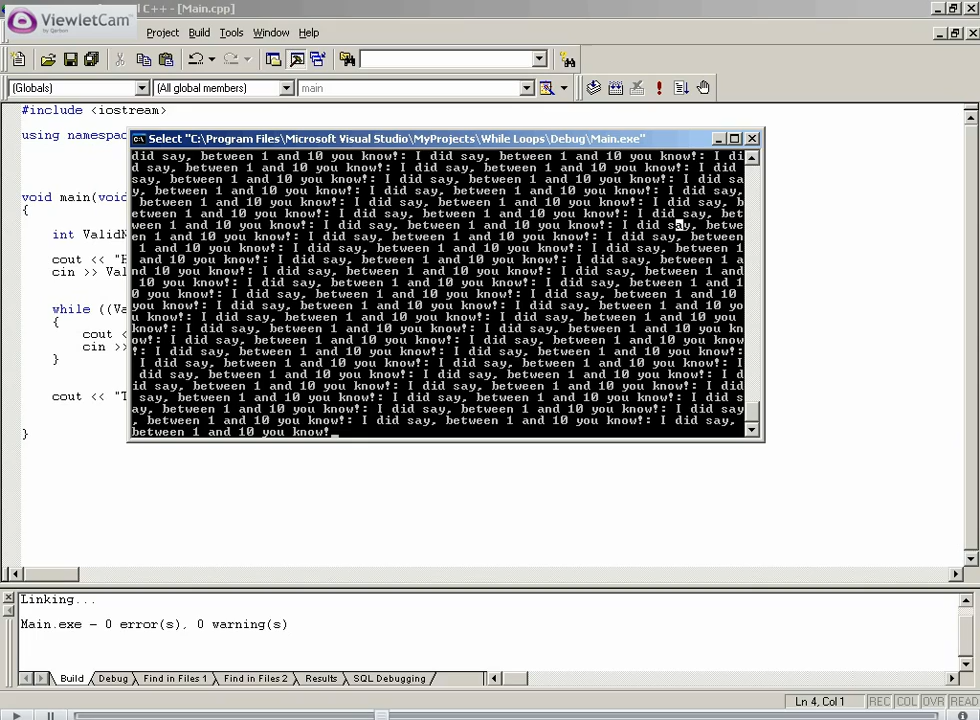 C++ - [Main.cpp]
ViewletCam
by Qarbon
Project Build Tools Window Help
(Globals) (All global members) main
#include <iostream>
using namespac
void main(void
{
int ValidN
cout << "
cin >> Val
while ((Va
{
cout <
cin >>
}
cout << "T
}
Select "C:\Program Files\Microsoft Visual Studio\MyProjects\While Loops\Debug\Main.exe"
did say, between 1 and 10 you know!: I did say, between 1 and 10 you know!: I di
d say, between 1 and 10 you know!: I did say, between 1 and 10 you know!: I did
say, between 1 and 10 you know!: I did say, between 1 and 10 you know!: I did sa
y, between 1 and 10 you know!: I did say, between 1 and 10 you know!: I did say,
between 1 and 10 you know!: I did say, between 1 and 10 you know!: I did say, b
etween 1 and 10 you know!: I did say, between 1 and 10 you know!: I did say, bet
ween 1 and 10 you know!: I did say, between 1 and 10 you know!: I did say, betwe
en 1 and 10 you know!: I did say, between 1 and 10 you know!: I did say, between
1 and 10 you know!: I did say, between 1 and 10 you know!: I did say, between 1
and 10 you know!: I did say, between 1 and 10 you know!: I did say, between 1 a
nd 10 you know!: I did say, between 1 and 10 you know!: I did say, between 1 and
10 you know!: I did say, between 1 and 10 you know!: I did say, between 1 and 1
0 you know!: I did say, between 1 and 10 you know!: I did say, between 1 and 10
you know!: I did say, between 1 and 10 you know!: I did say, between 1 and 10 yo
u know!: I did say, between 1 and 10 you know!: I did say, between 1 and 10 you
know!: I did say, between 1 and 10 you know!: I did say, between 1 and 10 you kn
ow!: I did say, between 1 and 10 you know!: I did say, between 1 and 10 you know
!: I did say, between 1 and 10 you know!: I did say, between 1 and 10 you know!:
I did say, between 1 and 10 you know!: I did say, between 1 and 10 you know!: I
did say, between 1 and 10 you know!: I did say, between 1 and 10 you know!: I d
id say, between 1 and 10 you know!: I did say, between 1 and 10 you know!: I did
say, between 1 and 10 you know!: I did say, between 1 and 10 you know!: I did s
ay, between 1 and 10 you know!: I did say, between 1 and 10 you know!: I did say
, between 1 and 10 you know!: I did say, between 1 and 10 you know!: I did say,
between 1 and 10 you know!_
Linking...
Main.exe - 0 error(s), 0 warning(s)
Build Debug Find in Files 1 Find in Files 2 Results SQL Debugging
Ln 4, Col 1 REC COL OVR READ